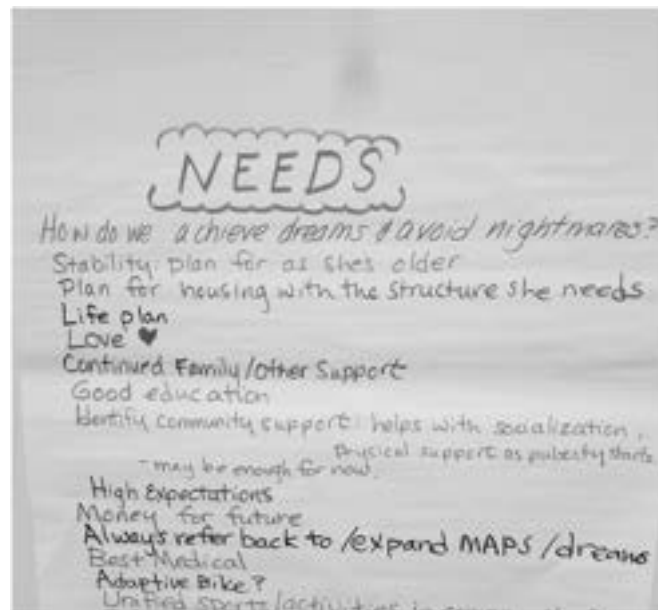 NEEDS
How do we achieve dreams & avoid nightmares?
Stability: plan for as shes older
Plan for housing with the structure she needs
Life plan
Love ♥
Continued Family/Other Support
Good education
Identify community support: helps with socialization,
physical support as puberty starts
- may be enough for now.
High Expectations
Money for future
Always refer back to /expand MAPS /dreams
Best Medical
Adaptive Bike?
Unified sports/activities